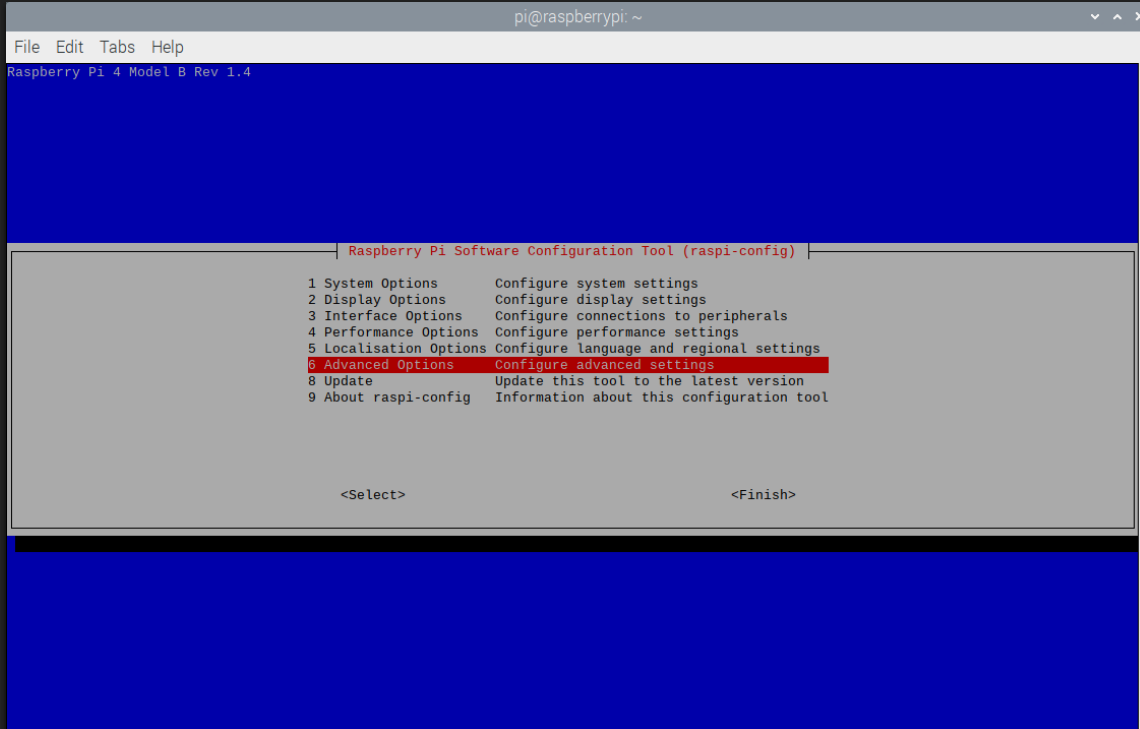 pi@raspberrypi: ~
File Edit Tabs Help
Raspberry Pi 4 Model B Rev 1.4
Raspberry Pi Software Configuration Tool (raspi-config)
1 System Options Configure system settings
2 Display Options Configure display settings
3 Interface Options Configure connections to peripherals
4 Performance Options Configure performance settings
5 Localisation Options Configure language and regional settings
6 Advanced Options Configure advanced settings
8 Update Update this tool to the latest version
9 About raspi-config Information about this configuration tool
<Select> <Finish>